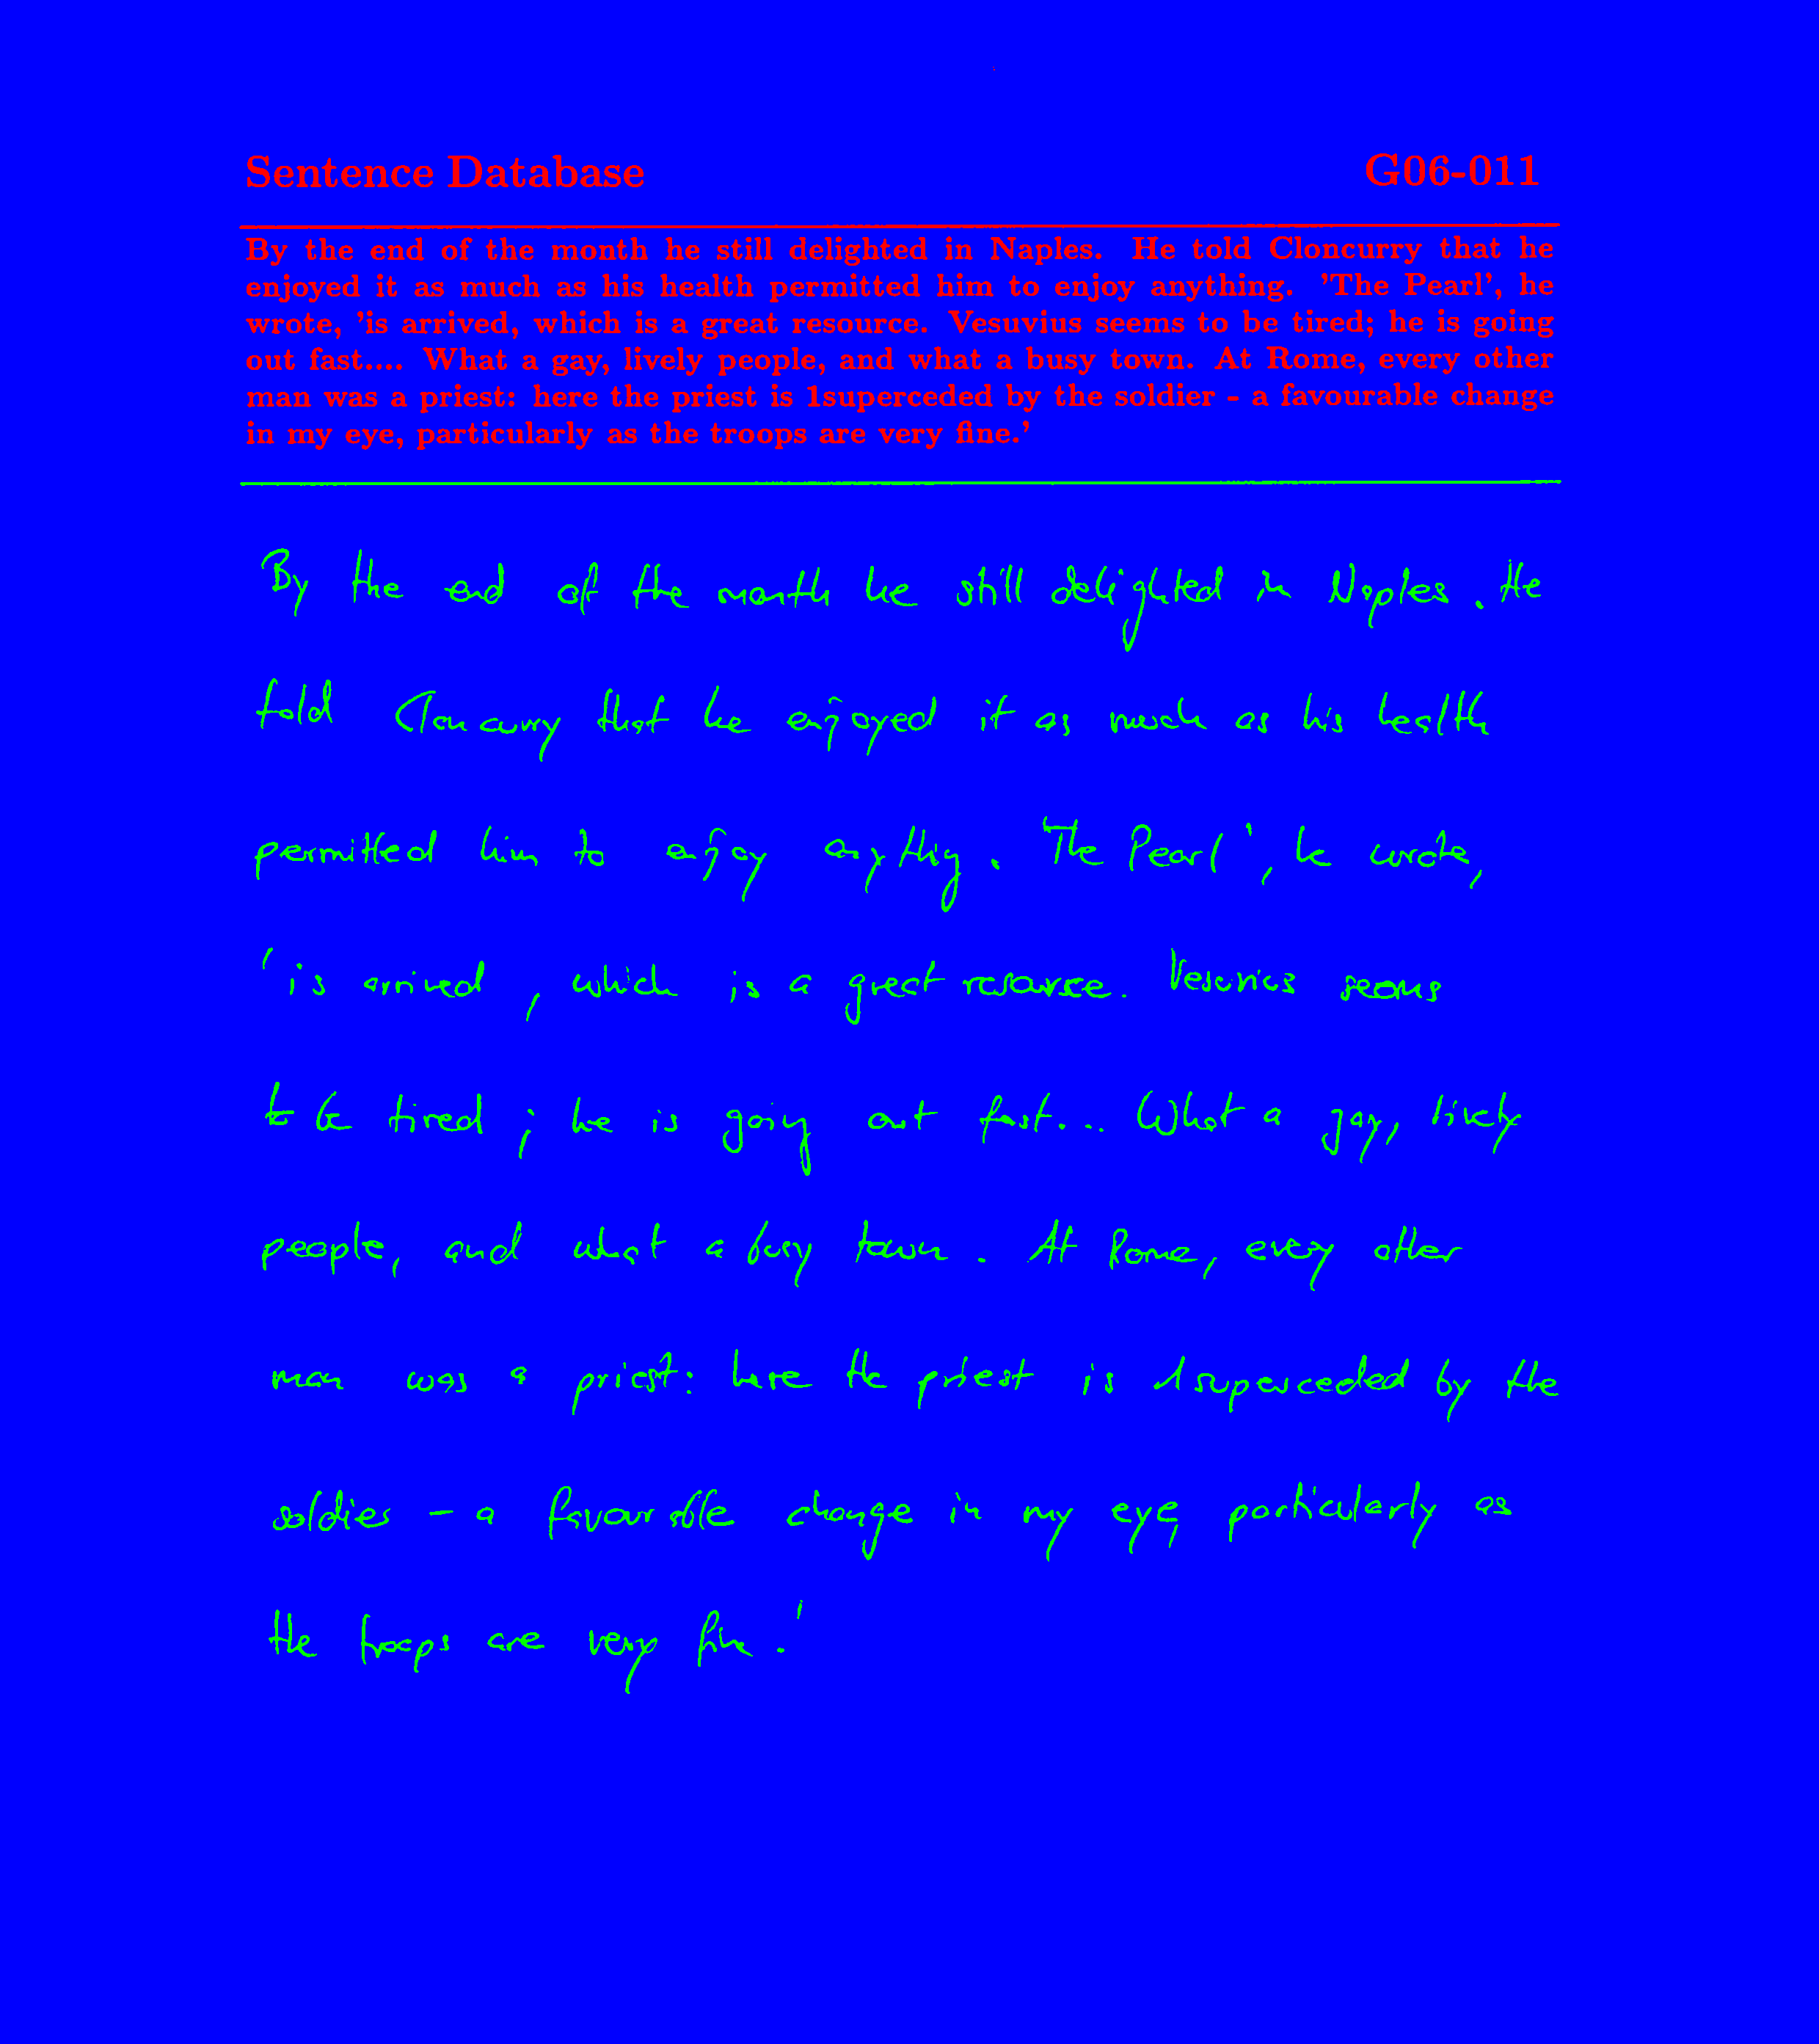 Sentence Database G06-011
By the end of the month he still delighted in Naples. He told Cloncurry that he
enjoyed it as much as his health permitted him to enjoy anything. 'The Pearl', he
wrote, 'is arrived, which is a great resource. Vesuvius seems to be tired; he is going
out fast.... What a gay, lively people, and what a busy town. At Rome, every other
man was a priest: here the priest is 1superceded by the soldier - a favourable change
in my eye, particularly as the troops are very fine.'
By the end of the month he still delighted in Naples. He
told Cloncurry that he enjoyed it as much as his health
permitted him to enjoy anything. 'The Pearl', he wrote,
'is arrived, which is a great resource. Vesuvius seems
to be tired; he is going out fast... What a gay, lively
people, and what a busy town. At Rome, every other
man was a priest: here the priest is 1superceded by the
soldier - a favourable change in my eye, particularly as
the troops are very fine.'